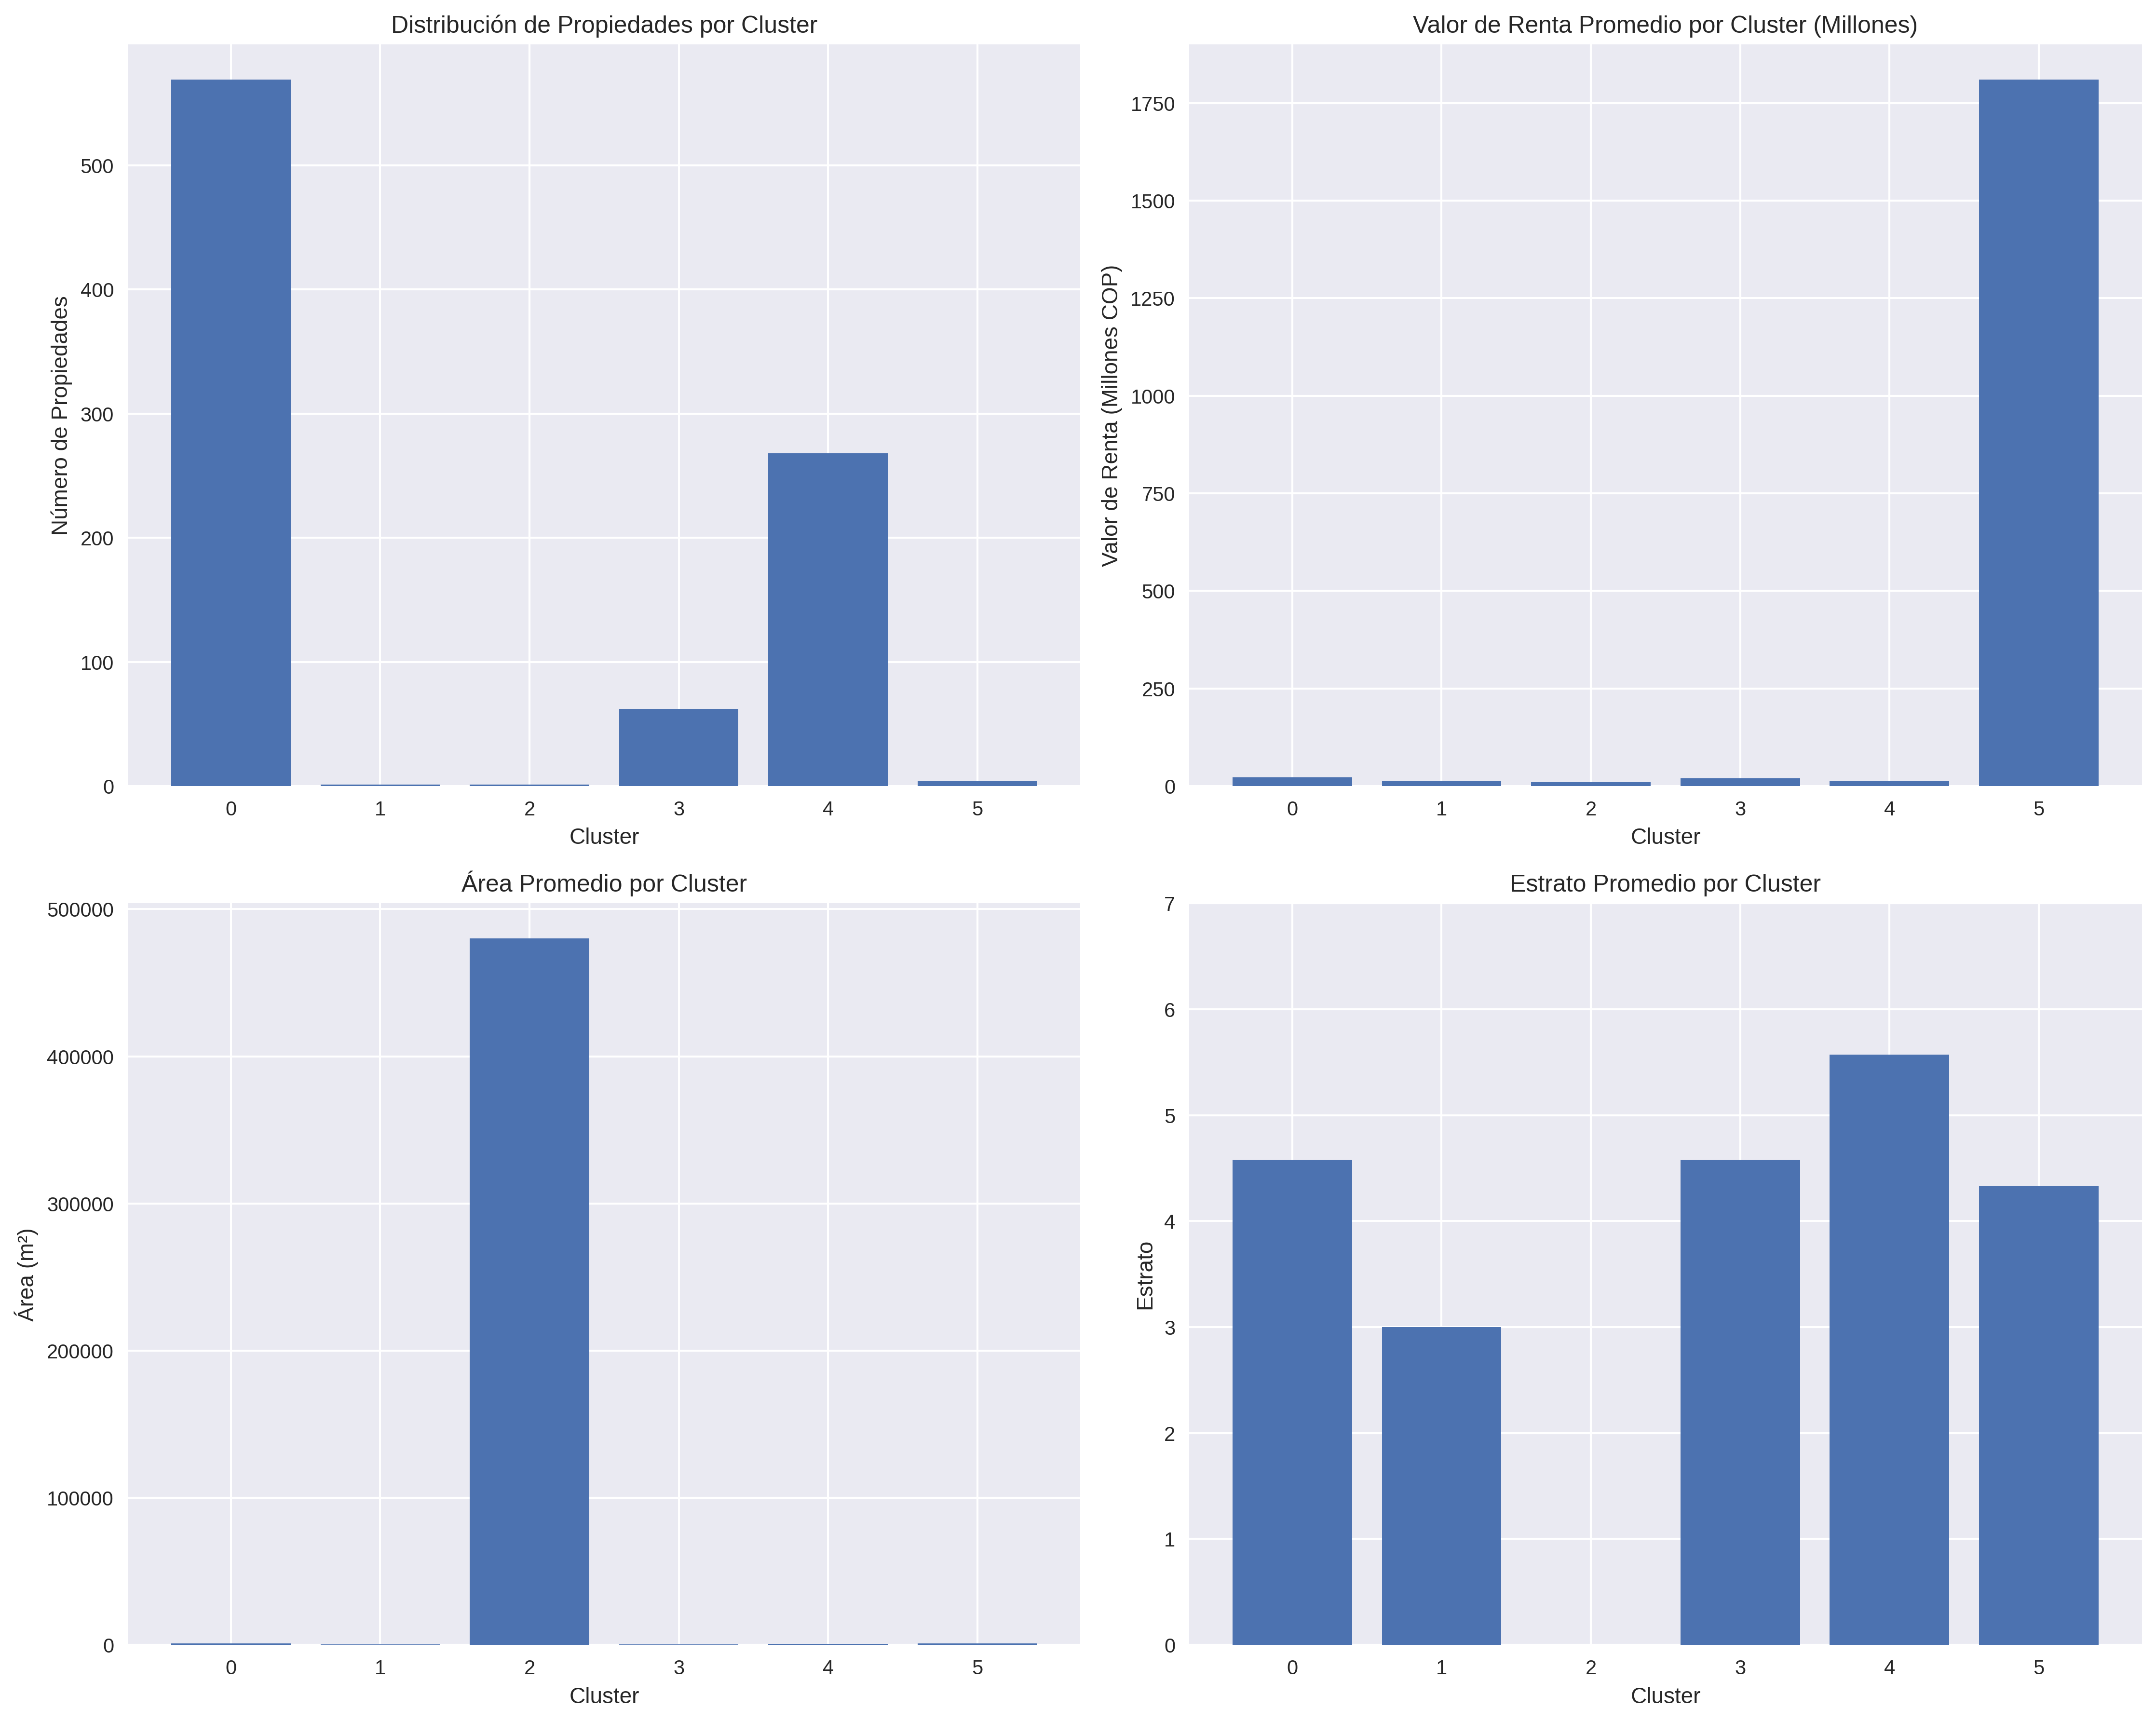 Distribución de Propiedades por Cluster
Número de Propiedades
500
400
300
200
100
0
0 1 2 3 4 5
Cluster
Valor de Renta Promedio por Cluster (Millones)
Valor de Renta (Millones COP)
1750
1500
1250
1000
750
500
250
0
0 1 2 3 4 5
Cluster
Área Promedio por Cluster
Área (m²)
500000
400000
300000
200000
100000
0
0 1 2 3 4 5
Cluster
Estrato Promedio por Cluster
Estrato
7
6
5
4
3
2
1
0
0 1 2 3 4 5
Cluster